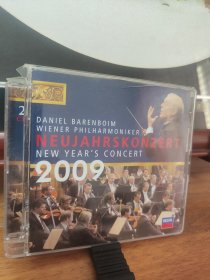 2
DANIEL BARENBOIM
WIENER PHILHARMONIKER
NEUJAHRSKONZERT
NEW YEAR'S CONCERT
2009
DECCA